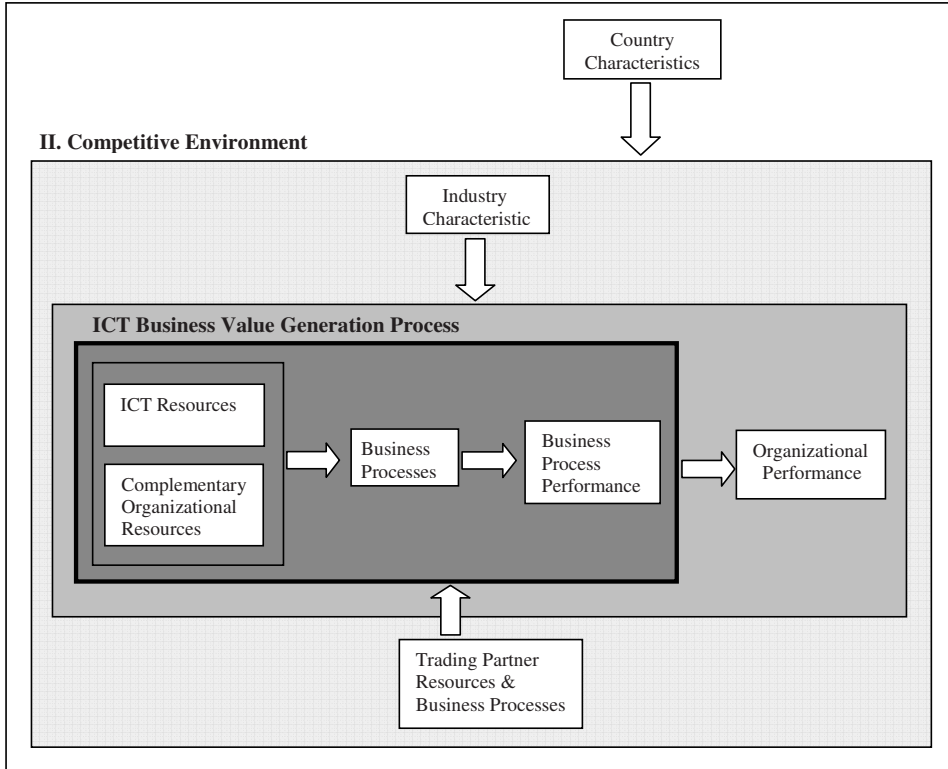 Country
Characteristics
II. Competitive Environment
Industry
Characteristic
ICT Business Value Generation Process
ICT Resources
Complementary
Organizational
Resources
Business
Processes
Business
Process
Performance
Organizational
Performance
Trading Partner
Resources &
Business Processes